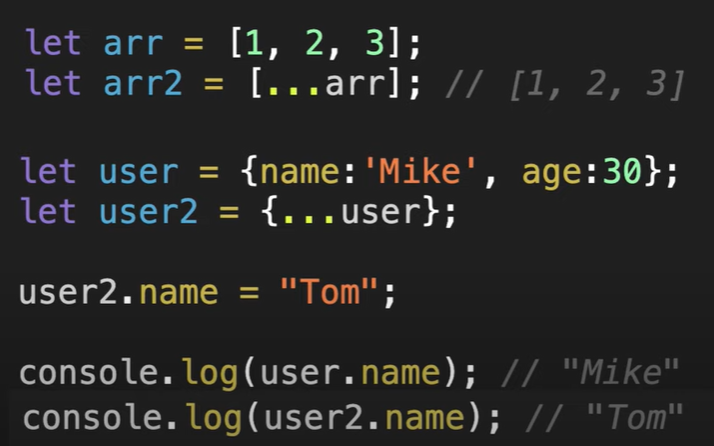 let arr = [1, 2, 3];
let arr2 = [...arr]; // [1, 2, 3]
let user = {name:'Mike', age:30};
let user2 = {...user};
user2.name = "Tom";
console.log(user.name); // "Mike"
console.log(user2.name); // "Tom"